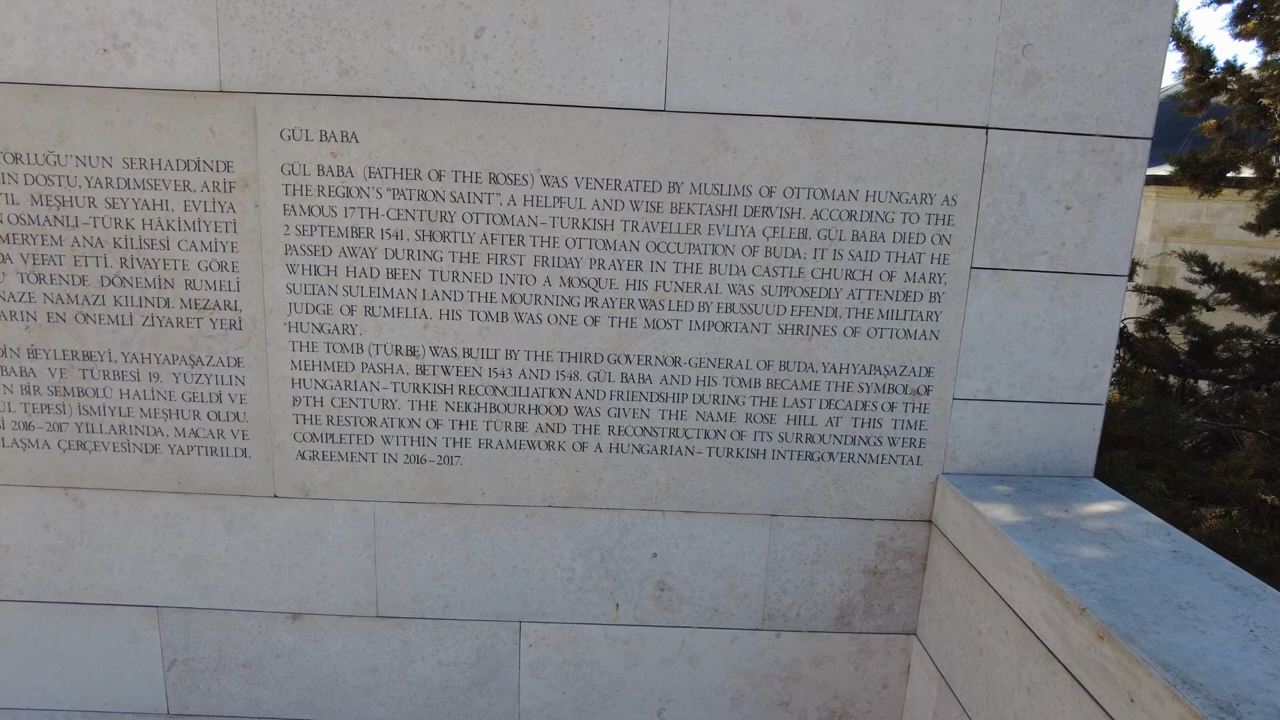 TORLUĞU'NUN SERHADDİNDE
IN DOSTU, YARDIMSEVER, ARİF
YIL MEŞHUR SEYYAHI, EVLİYA
N OSMANLI–TÜRK HÂKİMİYETİ
MERYEM ANA KİLİSESİ CAMİYE
DA VEFAT ETTİ. RİVAYETE GÖRE
U TÖRENDE DÖNEMİN RUMELİ
NAZE NAMAZI KILINDI. MEZARI,
ARIN EN ÖNEMLİ ZİYARET YERİ
DİN BEYLERBEYİ, YAHYAPAŞAZADE
BABA VE TÜRBESİ 19. YÜZYILIN
N BİR SEMBOLÜ HALİNE GELDİ VE
ÜL TEPESİ) İSMİYLE MEŞHUR OLDU.
Sİ 2016–2017 YILLARINDA, MACAR VE
LAŞMA ÇERÇEVESİNDE YAPTIRILDI.
GÜL BABA
GÜL BABA (FATHER OF THE ROSES) WAS VENERATED BY MUSLIMS OF OTTOMAN HUNGARY AS
THE REGION'S "PATRON SAINT", A HELPFUL AND WISE BEKTASHI DERVISH. ACCORDING TO THE
FAMOUS 17TH-CENTURY OTTOMAN–TURKISH TRAVELLER EVLIYA ÇELEBI, GÜL BABA DIED ON
2 SEPTEMBER 1541, SHORTLY AFTER THE OTTOMAN OCCUPATION OF BUDA; IT IS SAID THAT HE
PASSED AWAY DURING THE FIRST FRIDAY PRAYER IN THE BUDA CASTLE CHURCH OF MARY,
WHICH HAD BEEN TURNED INTO A MOSQUE. HIS FUNERAL WAS SUPPOSEDLY ATTENDED BY
SULTAN SULEIMAN I AND THE MOURNING PRAYER WAS LED BY EBUSSUUD EFENDI, THE MILITARY
JUDGE OF RUMELIA. HIS TOMB WAS ONE OF THE MOST IMPORTANT SHRINES OF OTTOMAN
HUNGARY.
THE TOMB (TÜRBE) WAS BUILT BY THE THIRD GOVERNOR-GENERAL OF BUDA, YAHYAPAŞAZADE
MEHMED PASHA, BETWEEN 1543 AND 1548. GÜL BABA AND HIS TOMB BECAME THE SYMBOL OF
HUNGARIAN–TURKISH RECONCILIATION AND FRIENDSHIP DURING THE LAST DECADES OF THE
19TH CENTURY. THE NEIGHBOURHOOD WAS GIVEN THE NAME ROSE HILL AT THIS TIME.
THE RESTORATION OF THE TÜRBE AND THE RECONSTRUCTION OF ITS SURROUNDINGS WERE
COMPLETED WITHIN THE FRAMEWORK OF A HUNGARIAN–TURKISH INTERGOVERNMENTAL
AGREEMENT IN 2016–2017.